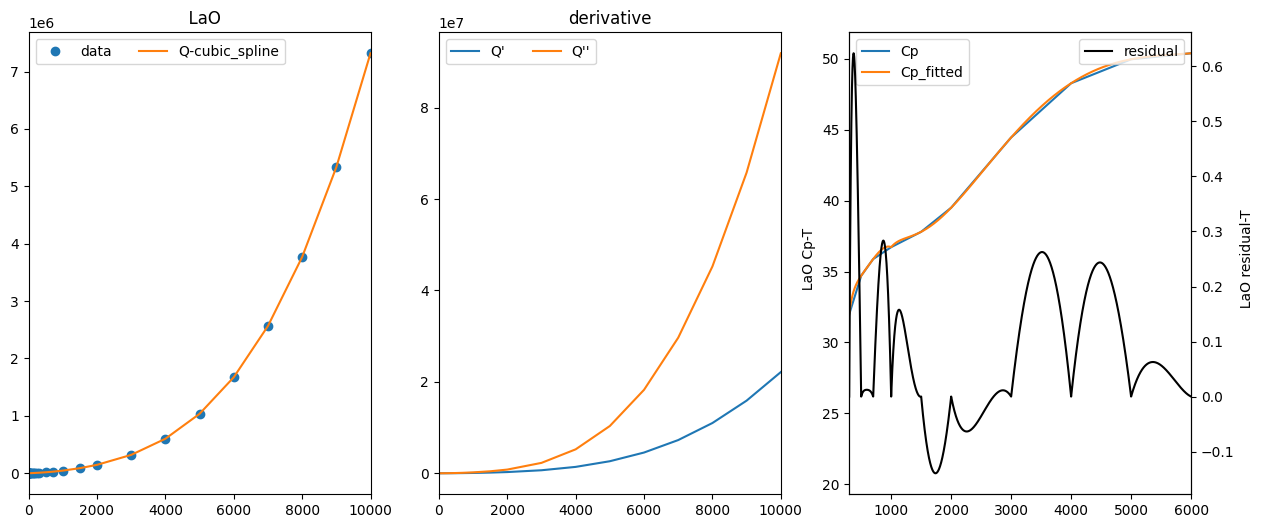 LaO
1e6
data
Q-cubic_spline
7
6
5
4
3
2
1
0
0 2000 4000 6000 8000 10000
derivative
1e7
Q'
Q''
8
6
4
2
0
0 2000 4000 6000 8000 10000
Cp
Cp_fitted
residual
LaO Cp-T
50
45
40
35
30
25
20
0.6
0.5
0.4
0.3
0.2
0.1
0.0
−0.1
LaO residual-T
1000 2000 3000 4000 5000 6000